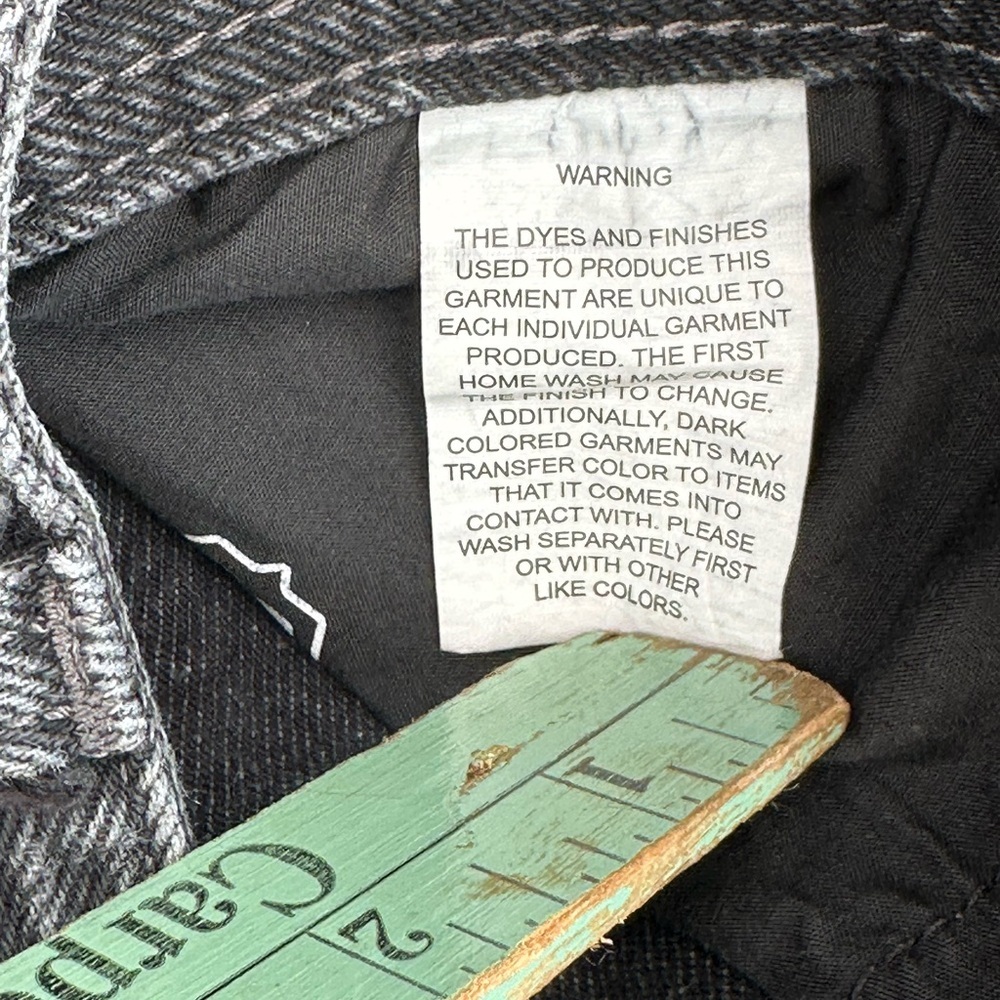 WARNING
THE DYES AND FINISHES
USED TO PRODUCE THIS
GARMENT ARE UNIQUE TO
EACH INDIVIDUAL GARMENT
PRODUCED. THE FIRST
HOME WASH MAY CAUSE
THE FINISH TO CHANGE.
ADDITIONALLY, DARK
COLORED GARMENTS MAY
TRANSFER COLOR TO ITEMS
THAT IT COMES INTO
CONTACT WITH. PLEASE
WASH SEPARATELY FIRST
OR WITH OTHER
LIKE COLORS.
1
2
Carp